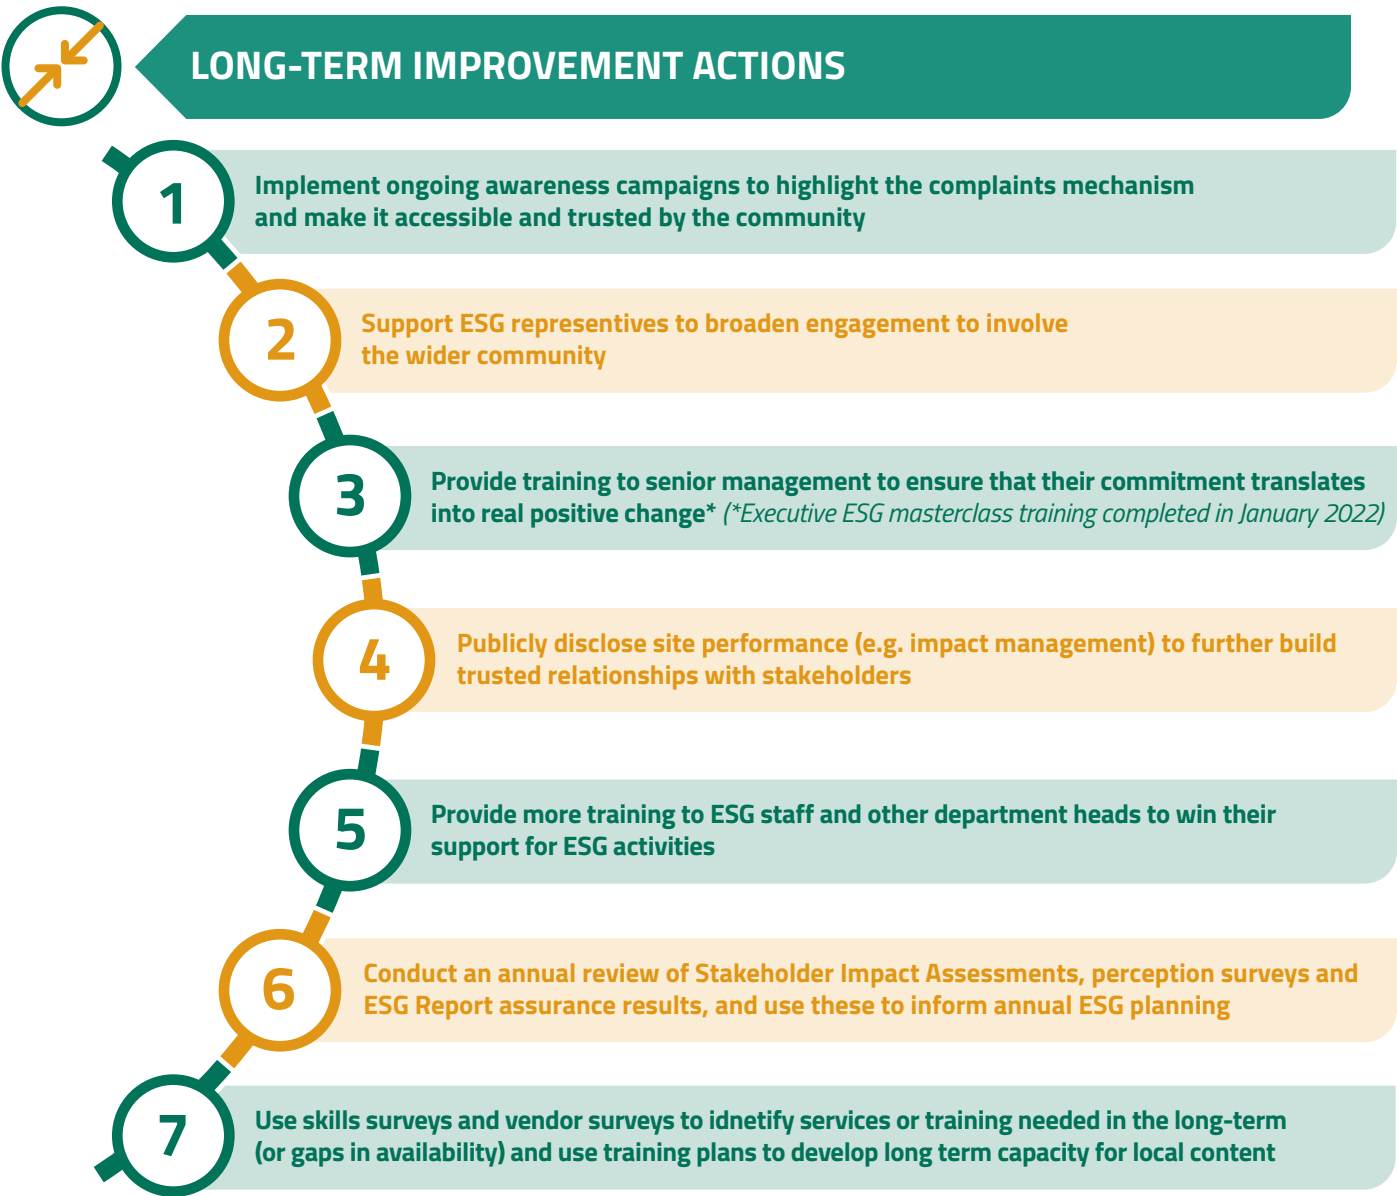 LONG-TERM IMPROVEMENT ACTIONS
1
Implement ongoing awareness campaigns to highlight the complaints mechanism
and make it accessible and trusted by the community
2
Support ESG representives to broaden engagement to involve
the wider community
3
Provide training to senior management to ensure that their commitment translates
into real positive change* (*Executive ESG masterclass training completed in January 2022)
4
Publicly disclose site performance (e.g. impact management) to further build
trusted relationships with stakeholders
5
Provide more training to ESG staff and other department heads to win their
support for ESG activities
6
Conduct an annual review of Stakeholder Impact Assessments, perception surveys and
ESG Report assurance results, and use these to inform annual ESG planning
7
Use skills surveys and vendor surveys to idnetify services or training needed in the long-term
(or gaps in availability) and use training plans to develop long term capacity for local content